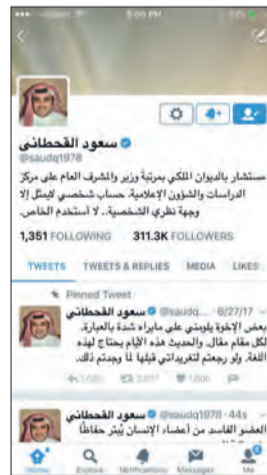 5:00 PM
سعود القحطاني
@saudq1978
مستشار بالديوان الملكي بمرتبة وزير والمشرف العام على مركز
الدراسات والشؤون الإعلامية. حساب شخصي لايمثل إلا
وجهة نظري الشخصية.. لا أستخدم الخاص.
1,351 FOLLOWING 311.3K FOLLOWERS
TWEETS TWEETS & REPLIES MEDIA LIKES
Pinned Tweet
سعود القحطاني @saudq... · 6/27/17
بعض الإخوة يلومني على مايراه شدة بالعبارة.
لكل مقام مقال. والحديث هذه الأيام يحتاج لهذه
اللغة. ولو رجعتم لتغريداتي قبلها لما وجدتم ذلك.
سعود القحطاني @saudq1978 · 44s
العضو الفاسد من أعضاء الإنسان يُبتر حفاظًا
Home Explore Notifications Messages Me